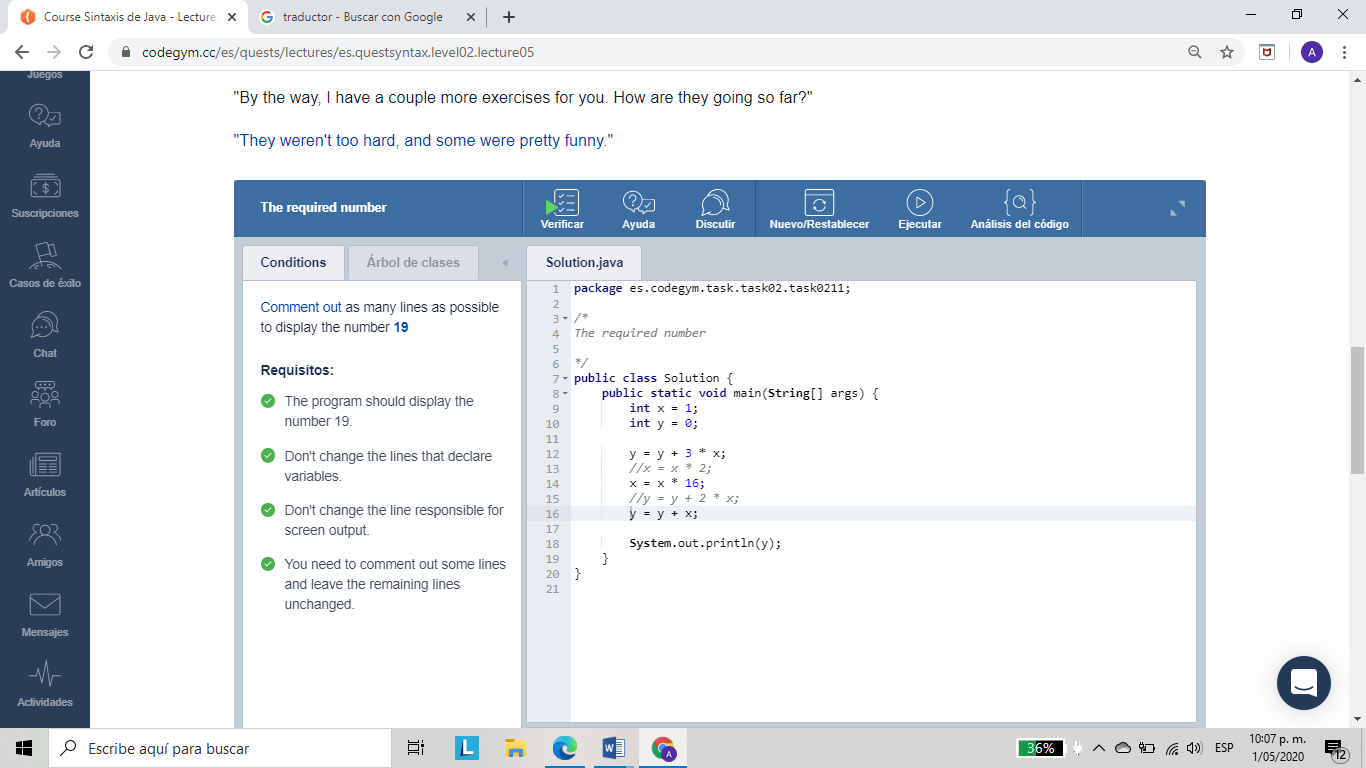 Course Sintaxis de Java - Lecture
traductor - Buscar con Google
codegym.cc/es/quests/lectures/es.questsyntax.level02.lecture05
A
Juegos
Ayuda
Suscripciones
Casos de éxito
Chat
Foro
Artículos
Amigos
Mensajes
Actividades
"By the way, I have a couple more exercises for you. How are they going so far?"
"They weren't too hard, and some were pretty funny."
The required number
Verificar
Ayuda
Discutir
Nuevo/Restablecer
Ejecutar
Análisis del código
Conditions
Árbol de clases
Comment out as many lines as possible
to display the number 19
Requisitos:
The program should display the
number 19.
Don't change the lines that declare
variables.
Don't change the line responsible for
screen output.
You need to comment out some lines
and leave the remaining lines
unchanged.
Solution.java
1 package es.codegym.task.task02.task0211;
2
3 /*
4 The required number
5
6 */
7 public class Solution {
8 public static void main(String[] args) {
9 int x = 1;
10 int y = 0;
11
12 y = y + 3 * x;
13 //x = x * 2;
14 x = x * 16;
15 //y = y + 2 * x;
16 y = y + x;
17
18 System.out.println(y);
19 }
20 }
21
Escribe aquí para buscar
L
W
A
36%
ESP
10:07 p. m.
1/05/2020
12